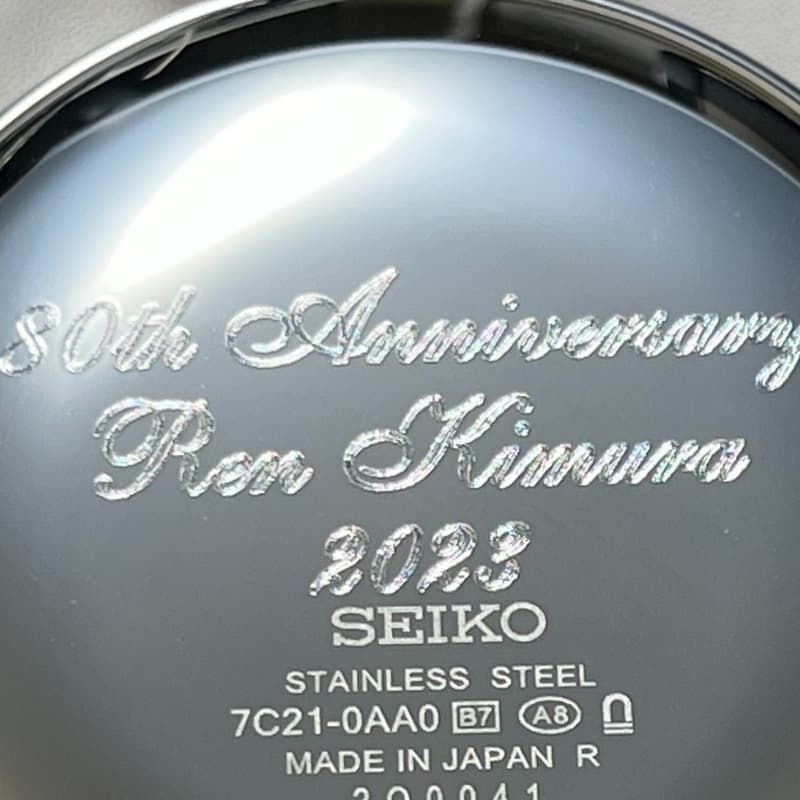 80th Anniversary
Ren Kimura
2023
SEIKO
STAINLESS STEEL
7C21-0AA0 B7 A8
MADE IN JAPAN R